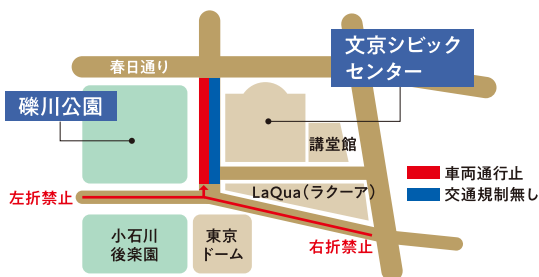 春日通り
文京シビック
センター
礫川公園
講堂館
車両通行止
交通規制無し
左折禁止
LaQua（ラクーア）
小石川
後楽園
東京
ドーム
右折禁止